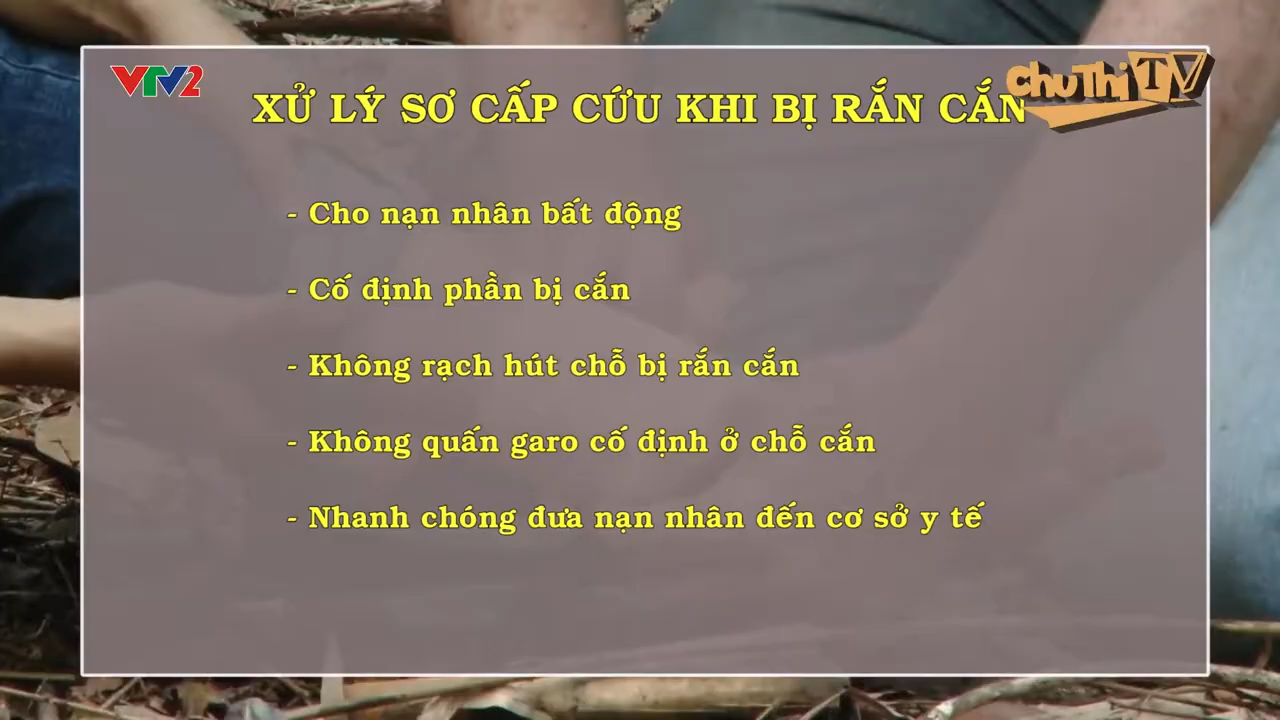 VTV2
ChuThi TV
XỬ LÝ SƠ CẤP CỨU KHI BỊ RẮN CẮN
- Cho nạn nhân bất động
- Cố định phần bị cắn
- Không rạch hút chỗ bị rắn cắn
- Không quấn garo cố định ở chỗ cắn
- Nhanh chóng đưa nạn nhân đến cơ sở y tế